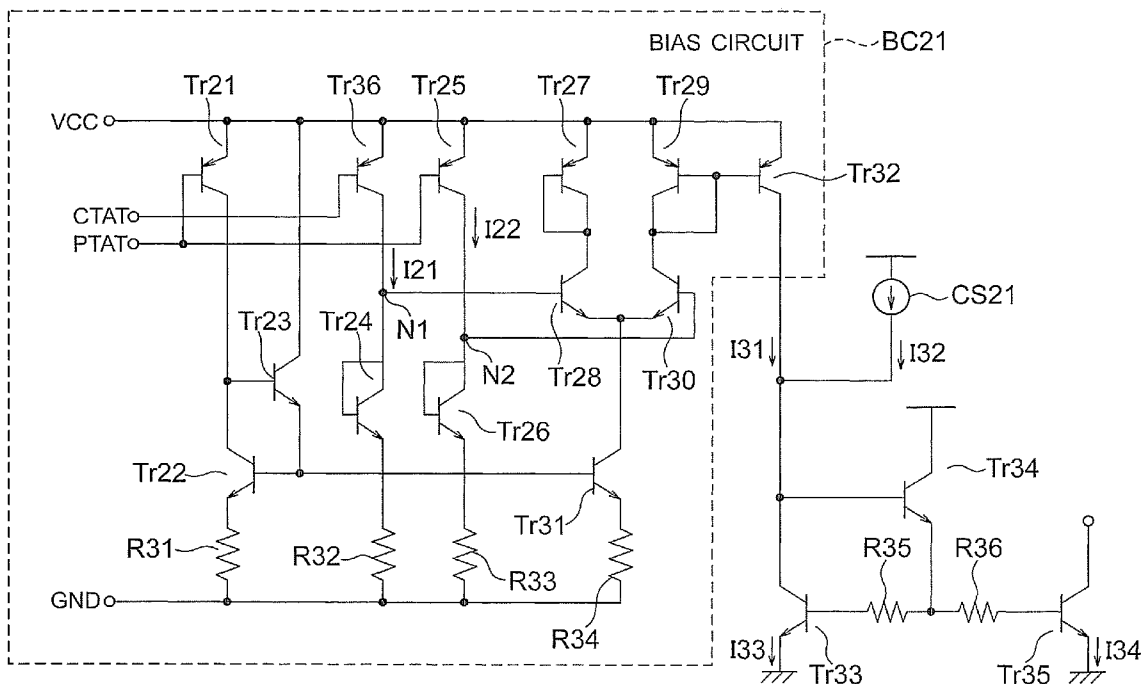 BIAS CIRCUIT
BC21
Tr21
Tr36
Tr25
Tr27
Tr29
VCC
Tr32
CTAT
PTAT
I22
I21
CS21
Tr23
Tr24
N1
N2
Tr28
Tr30
I31
I32
Tr26
Tr22
Tr31
Tr34
R31
R32
R33
R34
R35
R36
GND
I33
Tr33
Tr35
I34